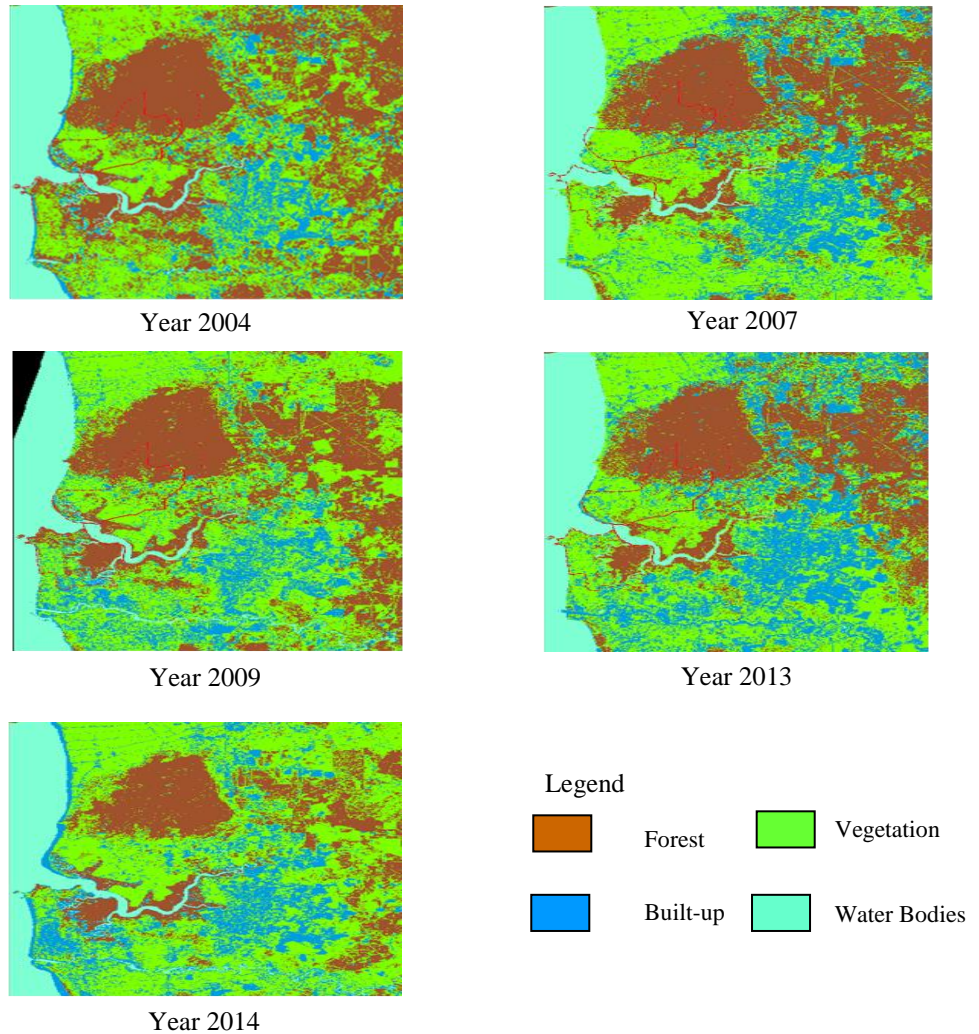 Year 2004
Year 2007
Year 2009
Year 2013
Year 2014
Legend
Forest
Vegetation
Built-up
Water Bodies